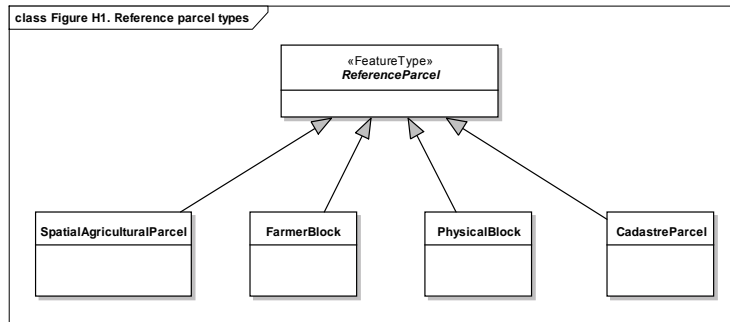 class Figure H1. Reference parcel types
«FeatureType»
ReferenceParcel
SpatialAgriculturalParcel
FarmerBlock
PhysicalBlock
CadastreParcel